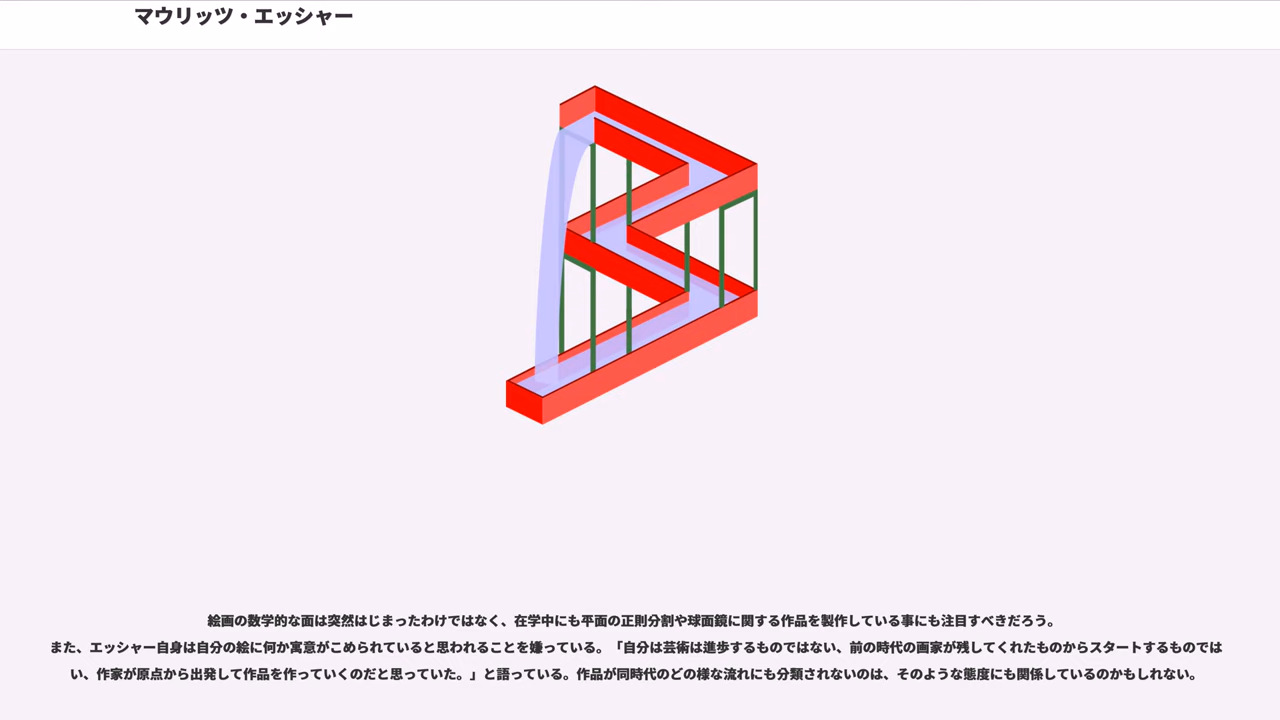 マウリッツ・エッシャー
絵画の数学的な面は突然はじまったわけではなく、在学中にも平面の正則分割や球面鏡に関する作品を製作している事にも注目すべきだろう。
また、エッシャー自身は自分の絵に何か寓意がこめられていると思われることを嫌っている。「自分は芸術は進歩するものではない、前の時代の画家が残してくれたものからスタートするものでは
い、作家が原点から出発して作品を作っていくのだと思っていた。」と語っている。作品が同時代のどの様な流れにも分類されないのは、そのような態度にも関係しているのかもしれない。